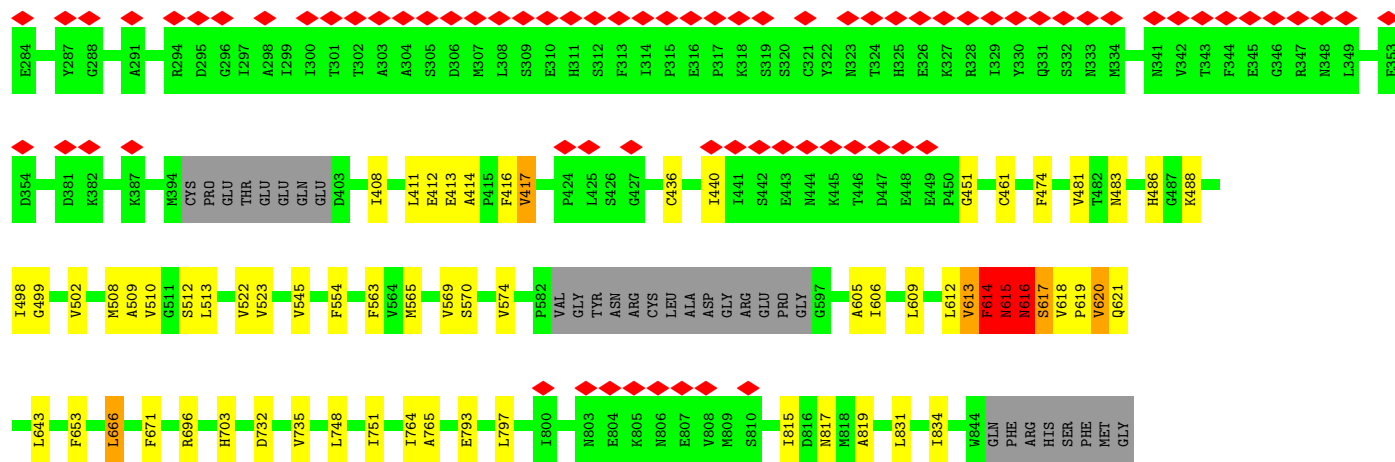 E284 Y287 G288 A291 R294 D295 G296 I297 A298 I299 I300 T301 T302 A303 A304 S305 D306 M307 L308 S309 E310 H311 S312 F313 I314 P315 E316 P317 K318 S319 S320 C321 Y322 N323 T324 H325 E326 K327 R328 I329 Y330 Q331 S332 N333 M334 N341 V342 T343 F344 E345 G346 R347 N348 L349 E353
D354 D381 K382 K387 M394 CYS PRO GLU THR GLU GLU GLN GLU D403 I408 L411 E412 E413 A414 P415 F416 V417 P424 L425 S426 G427 C436 I440 I441 S442 E443 N444 K445 T446 D447 E448 E449 P450 G451 C461 F474 V481 T482 N483 H486 G487 K488
I498 G499 V502 M508 A509 V510 G511 S512 L513 V522 V523 V545 F554 F563 V564 M565 V569 S570 V574 P582 VAL GLY TYR ASN ARG CYS LEU ALA ASP GLY ARG GLU PRO GLY G597 A605 I606 L609 L612 V613 F614 N615 N616 S617 V618 P619 V620 Q621
L643 F653 L666 F671 R696 H703 D732 V735 L748 I751 I764 A765 E793 L797 I800 N803 E804 K805 N806 E807 V808 M809 S810 I815 D816 N817 M818 A819 L831 I834 W844 GLN PHE ARG HIS SER PHE MET GLY